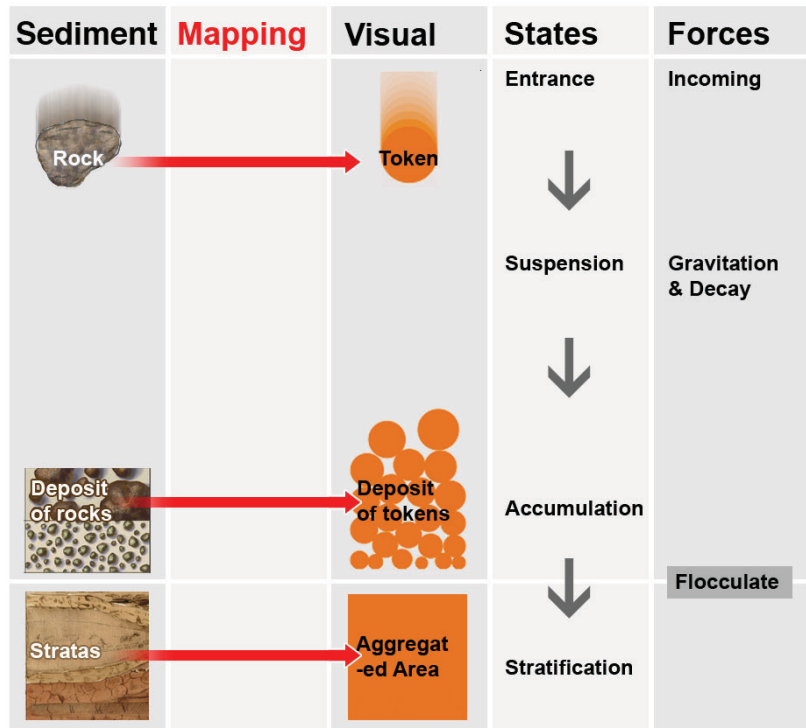 Sediment Mapping Visual States Forces
Entrance Incoming
Rock Token
Suspension Gravitation
& Decay
Deposit
of rocks
Deposit
of tokens
Accumulation
Flocculate
Stratas
Aggregat
-ed Area
Stratification